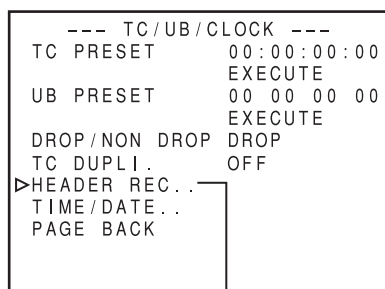 --- TC/UB/CLOCK ---
TC PRESET 00:00:00:00
EXECUTE
UB PRESET 00 00 00 00
EXECUTE
DROP/NON DROP DROP
TC DUPLI. OFF
HEADER REC..
TIME/DATE..
PAGE BACK